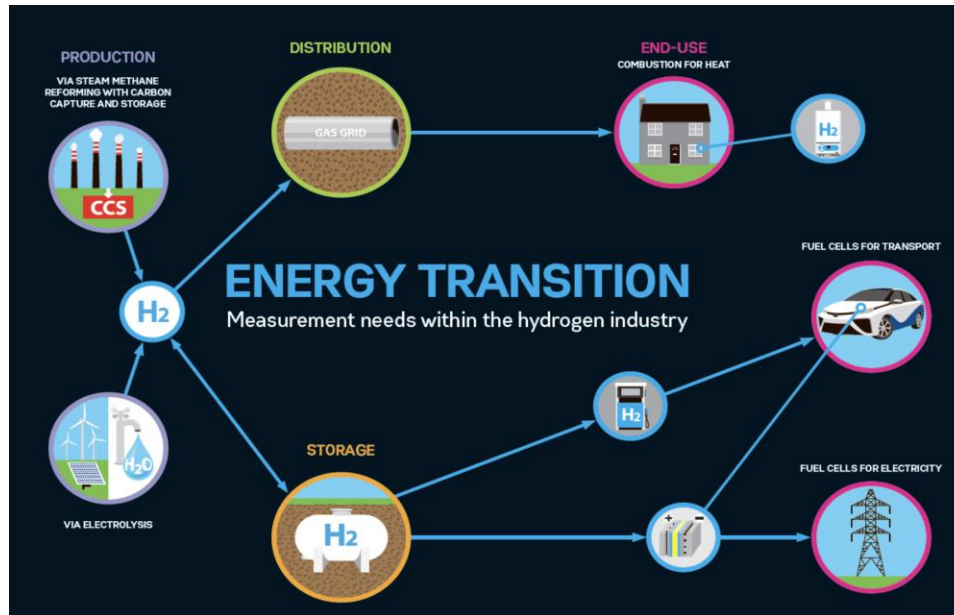 PRODUCTION
VIA STEAM METHANE
REFORMING WITH CARBON
CAPTURE AND STORAGE
CCS
H2
H2O
VIA ELECTROLYSIS
DISTRIBUTION
GAS GRID
END-USE
COMBUSTION FOR HEAT
H2
ENERGY TRANSITION
Measurement needs within the hydrogen industry
FUEL CELLS FOR TRANSPORT
H2
STORAGE
H2
+ –
FUEL CELLS FOR ELECTRICITY